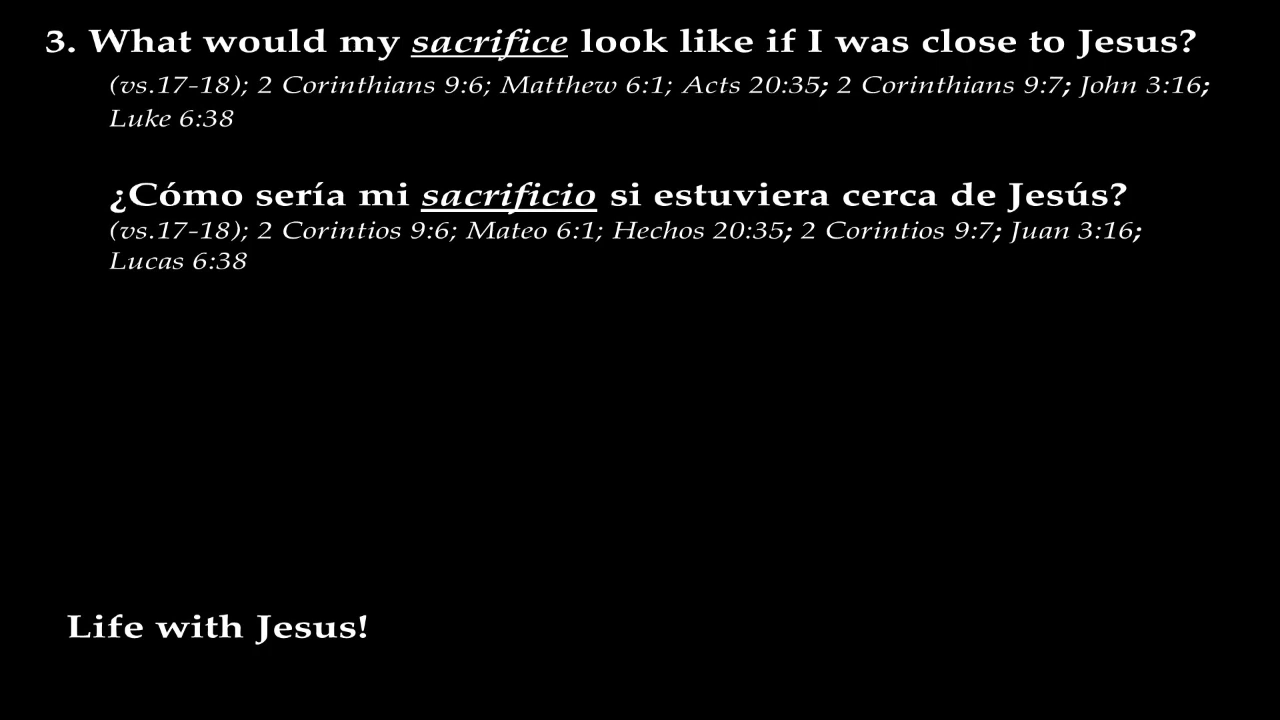 3. What would my sacrifice look like if I was close to Jesus?
(vs.17-18); 2 Corinthians 9:6; Matthew 6:1; Acts 20:35; 2 Corinthians 9:7; John 3:16;
Luke 6:38
¿Cómo sería mi sacrificio si estuviera cerca de Jesús?
(vs.17-18); 2 Corintios 9:6; Mateo 6:1; Hechos 20:35; 2 Corintios 9:7; Juan 3:16;
Lucas 6:38
Life with Jesus!